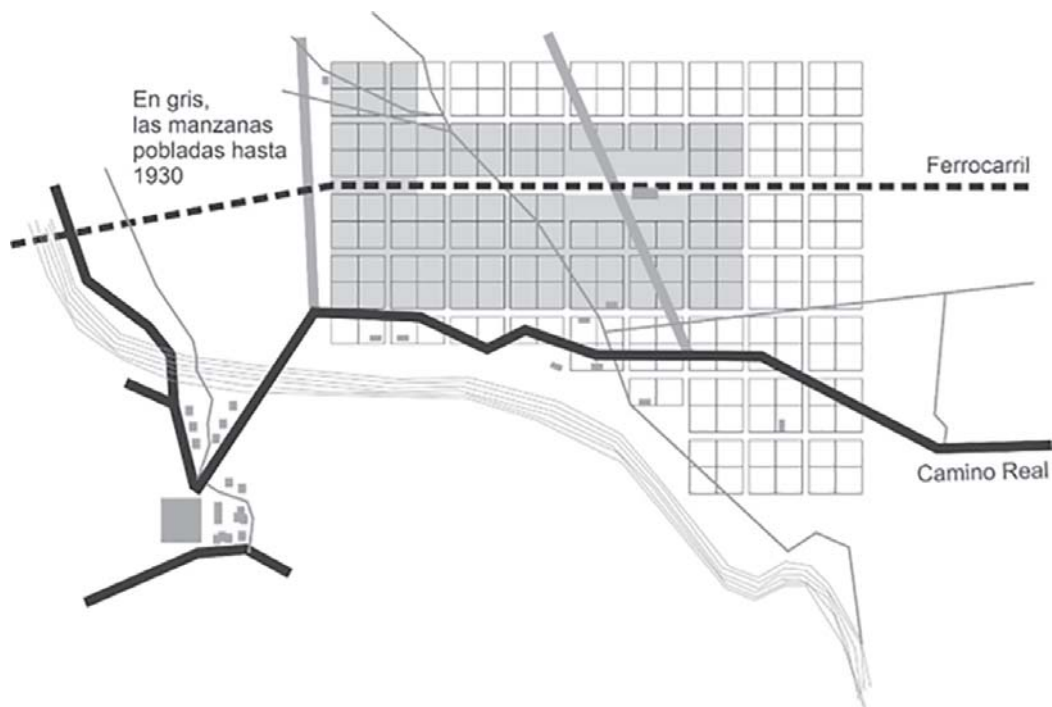 En gris,
las manzanas
pobladas hasta
1930
Ferrocarril
Camino Real